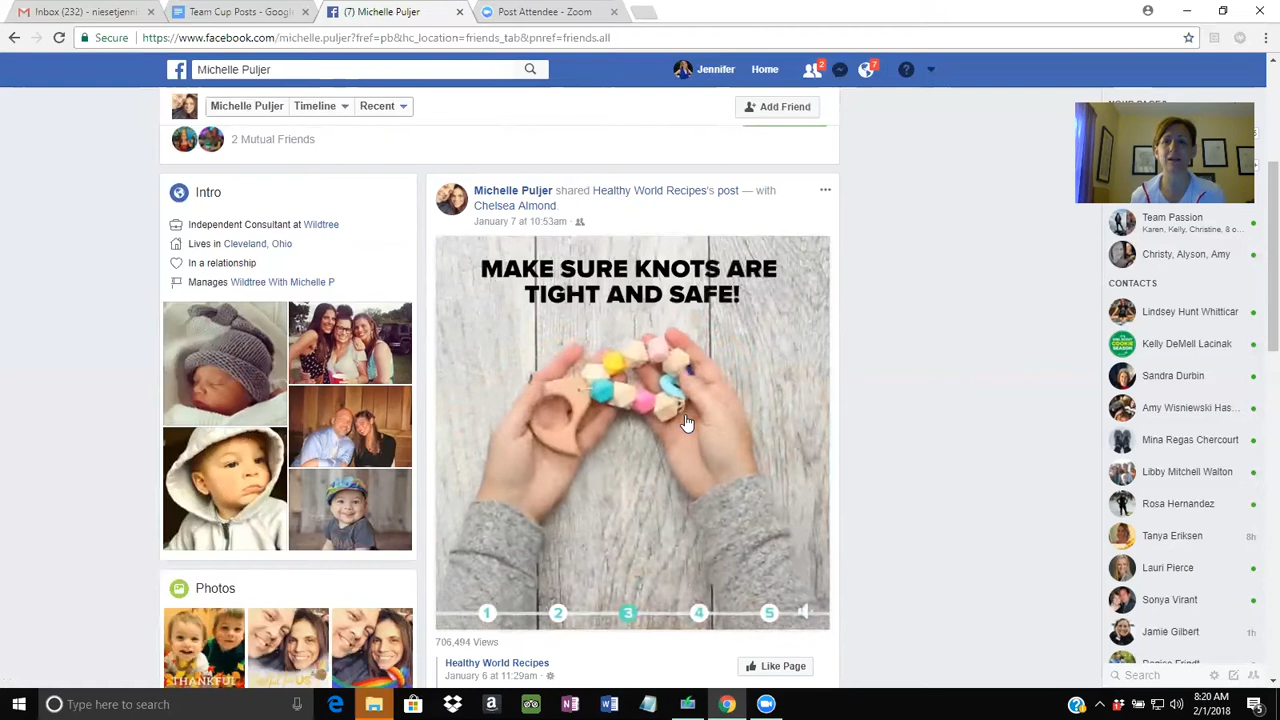 Inbox (232) - niesetjennif
Team Cup Posts - Google
(7) Michelle Puljer
Post Attendee - Zoom
Secure
https://www.facebook.com/michelle.puljer?fref=pb&hc_location=friends_tab&pnref=friends.all
Michelle Puljer
Jennifer
Home
2
7
Michelle Puljer
Timeline
Recent
Add Friend
2 Mutual Friends
Intro
Independent Consultant at Wildtree
Lives in Cleveland, Ohio
In a relationship
Manages Wildtree With Michelle P
Photos
THANKFUL
Michelle Puljer shared Healthy World Recipes's post — with
Chelsea Almond.
January 7 at 10:53am
MAKE SURE KNOTS ARE
TIGHT AND SAFE!
1 2 3 4 5
706,494 Views
Healthy World Recipes
January 6 at 11:29am
Like Page
Team Passion
Karen, Kelly, Christine, 8 o...
Christy, Alyson, Amy
CONTACTS
Lindsey Hunt Whitticar
Kelly DeMell Lacinak
Sandra Durbin
Amy Wisniewski Has...
Mina Regas Chercourt
Libby Mitchell Walton
Rosa Hernandez
Tanya Eriksen
8h
Lauri Pierce
Sonya Virant
Jamie Gilbert
1h
Search
Type here to search
8:20 AM
2/1/2018